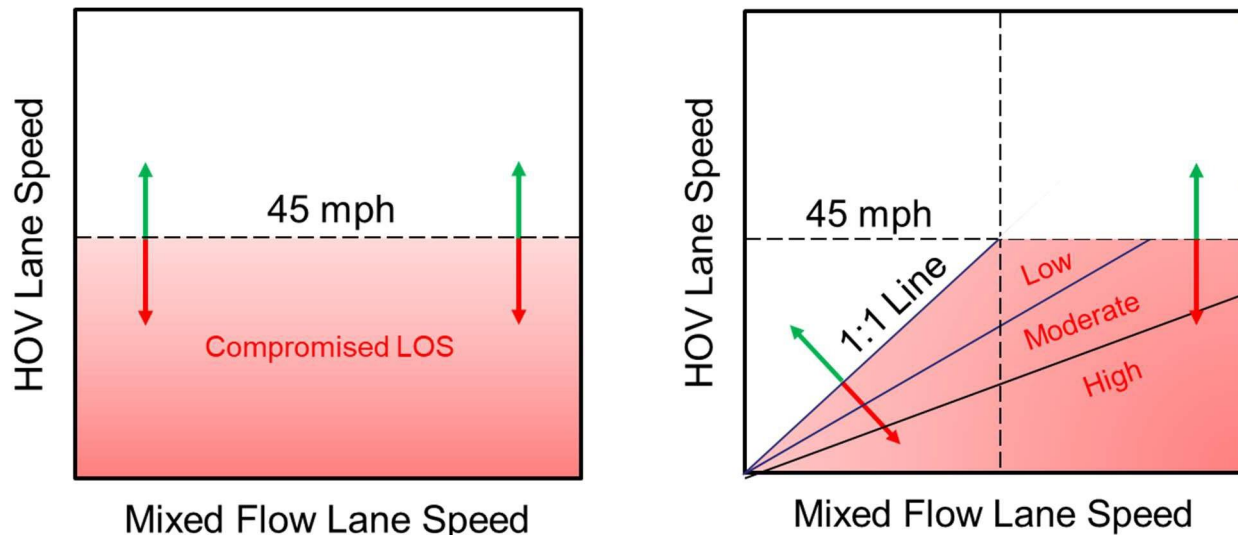 HOV Lane Speed
45 mph
Compromised LOS
Mixed Flow Lane Speed
HOV Lane Speed
45 mph
1:1 Line
Low
Moderate
High
Mixed Flow Lane Speed